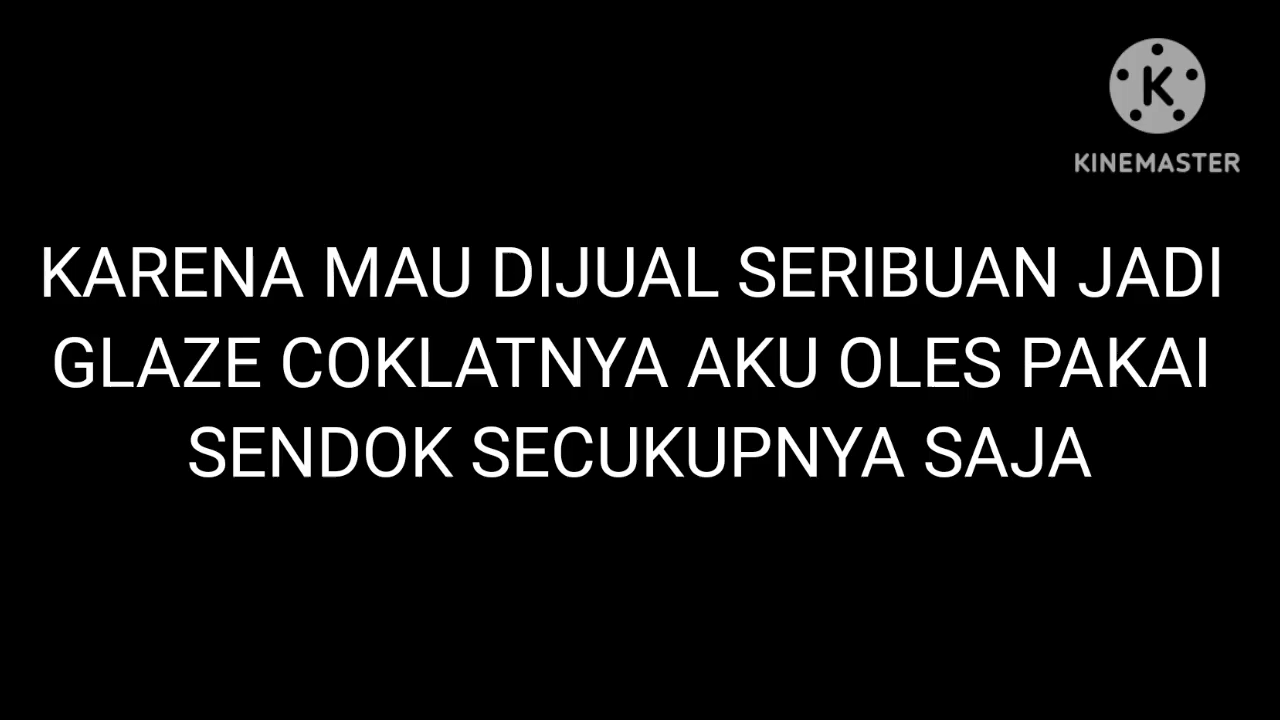 K
KINEMASTER
KARENA MAU DIJUAL SERIBUAN JADI
GLAZE COKLATNYA AKU OLES PAKAI
SENDOK SECUKUPNYA SAJA